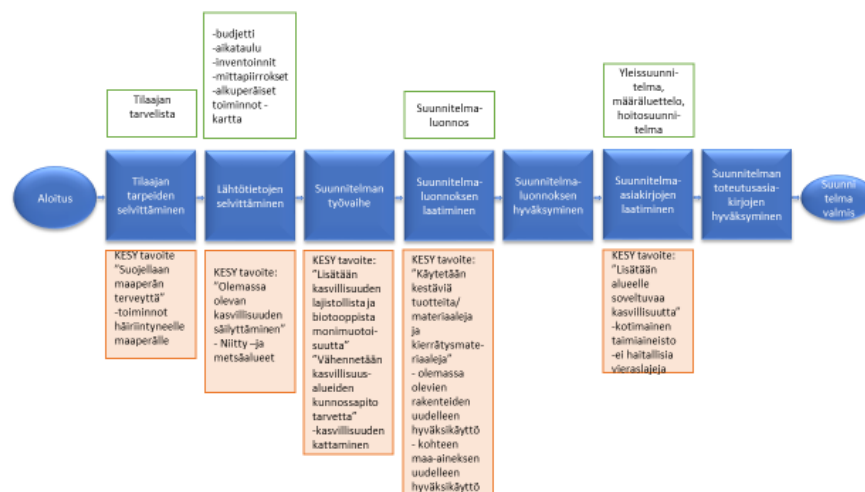 -budjetti
-aikataulu
-inventoinnit
-mittapiirrokset
-alkuperäiset
toiminnot -
kartta
Tilaajan
tarvelista
Suunnitelma-
luonnos
Yleissuunni-
telma,
määräluettelo,
hoitosuunni-
telma
Aloitus
Tilaajan
tarpeiden
selvittäminen
Lähtötietojen
selvittäminen
Suunnitelman
työvaihe
Suunnitelma-
luonnoksen
laatiminen
Suunnitelma-
luonnoksen
hyväksyminen
Suunnitelma-
asiakirjojen
laatiminen
Suunnitelman
toteutusasia-
kirjojen
hyväksyminen
Suunni
telma
valmis
KESY tavoite
"Suojellaan
maaperän
terveyttä"
-toiminnot
häiriintyneelle
maaperälle
KESY tavoite:
"Olemassa
olevan
kasvillisuuden
säilyttäminen"
- Niitty –ja
metsäalueet
KESY tavoite:
"Lisätään
kasvillisuuden
lajistollista ja
biotooppista
monimuotoi-
suutta"
"Vähennetään
kasvillisuus-
alueiden
kunnossapito
tarvetta"
-kasvillisuuden
kattaminen
KESY tavoite:
"Käytetään
kestäviä
tuotteita/
materiaaleja
ja
kierrätysmate-
riaaleja"
- olemassa
olevien
rakenteiden
uudelleen
hyväksikäyttö
- kohteen
maa-aineksen
uudelleen
hyväksikäyttö
KESY tavoite:
"Lisätään
alueelle
soveltuvaa
kasvillisuutta"
-kotimainen
taimiaineisto
-ei haitallisia
vieraslajeja